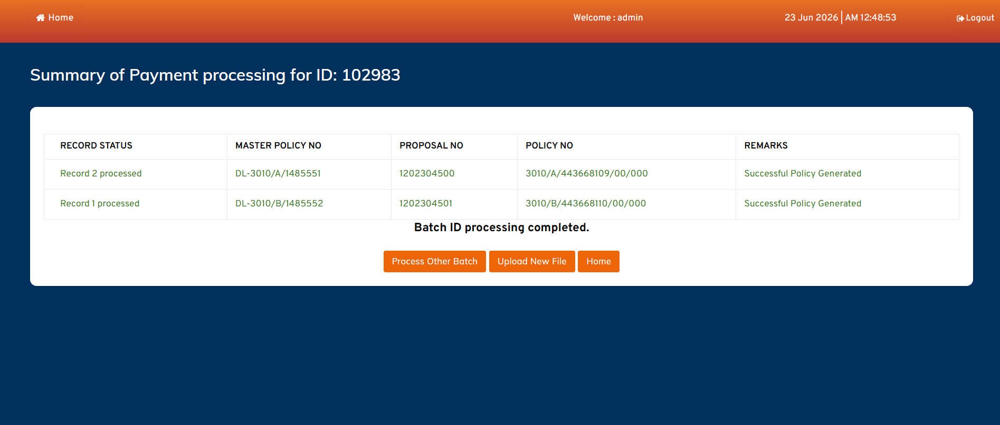 Home
Welcome : admin
23 Jun 2026 | AM 12:48:53
Logout
Summary of Payment processing for ID: 102983
RECORD STATUS MASTER POLICY NO PROPOSAL NO POLICY NO REMARKS
Record 2 processed DL-3010/A/1485551 1202304500 3010/A/443668109/00/000 Successful Policy Generated
Record 1 processed DL-3010/B/1485552 1202304501 3010/B/443668110/00/000 Successful Policy Generated
Batch ID processing completed.
Process Other Batch Upload New File Home